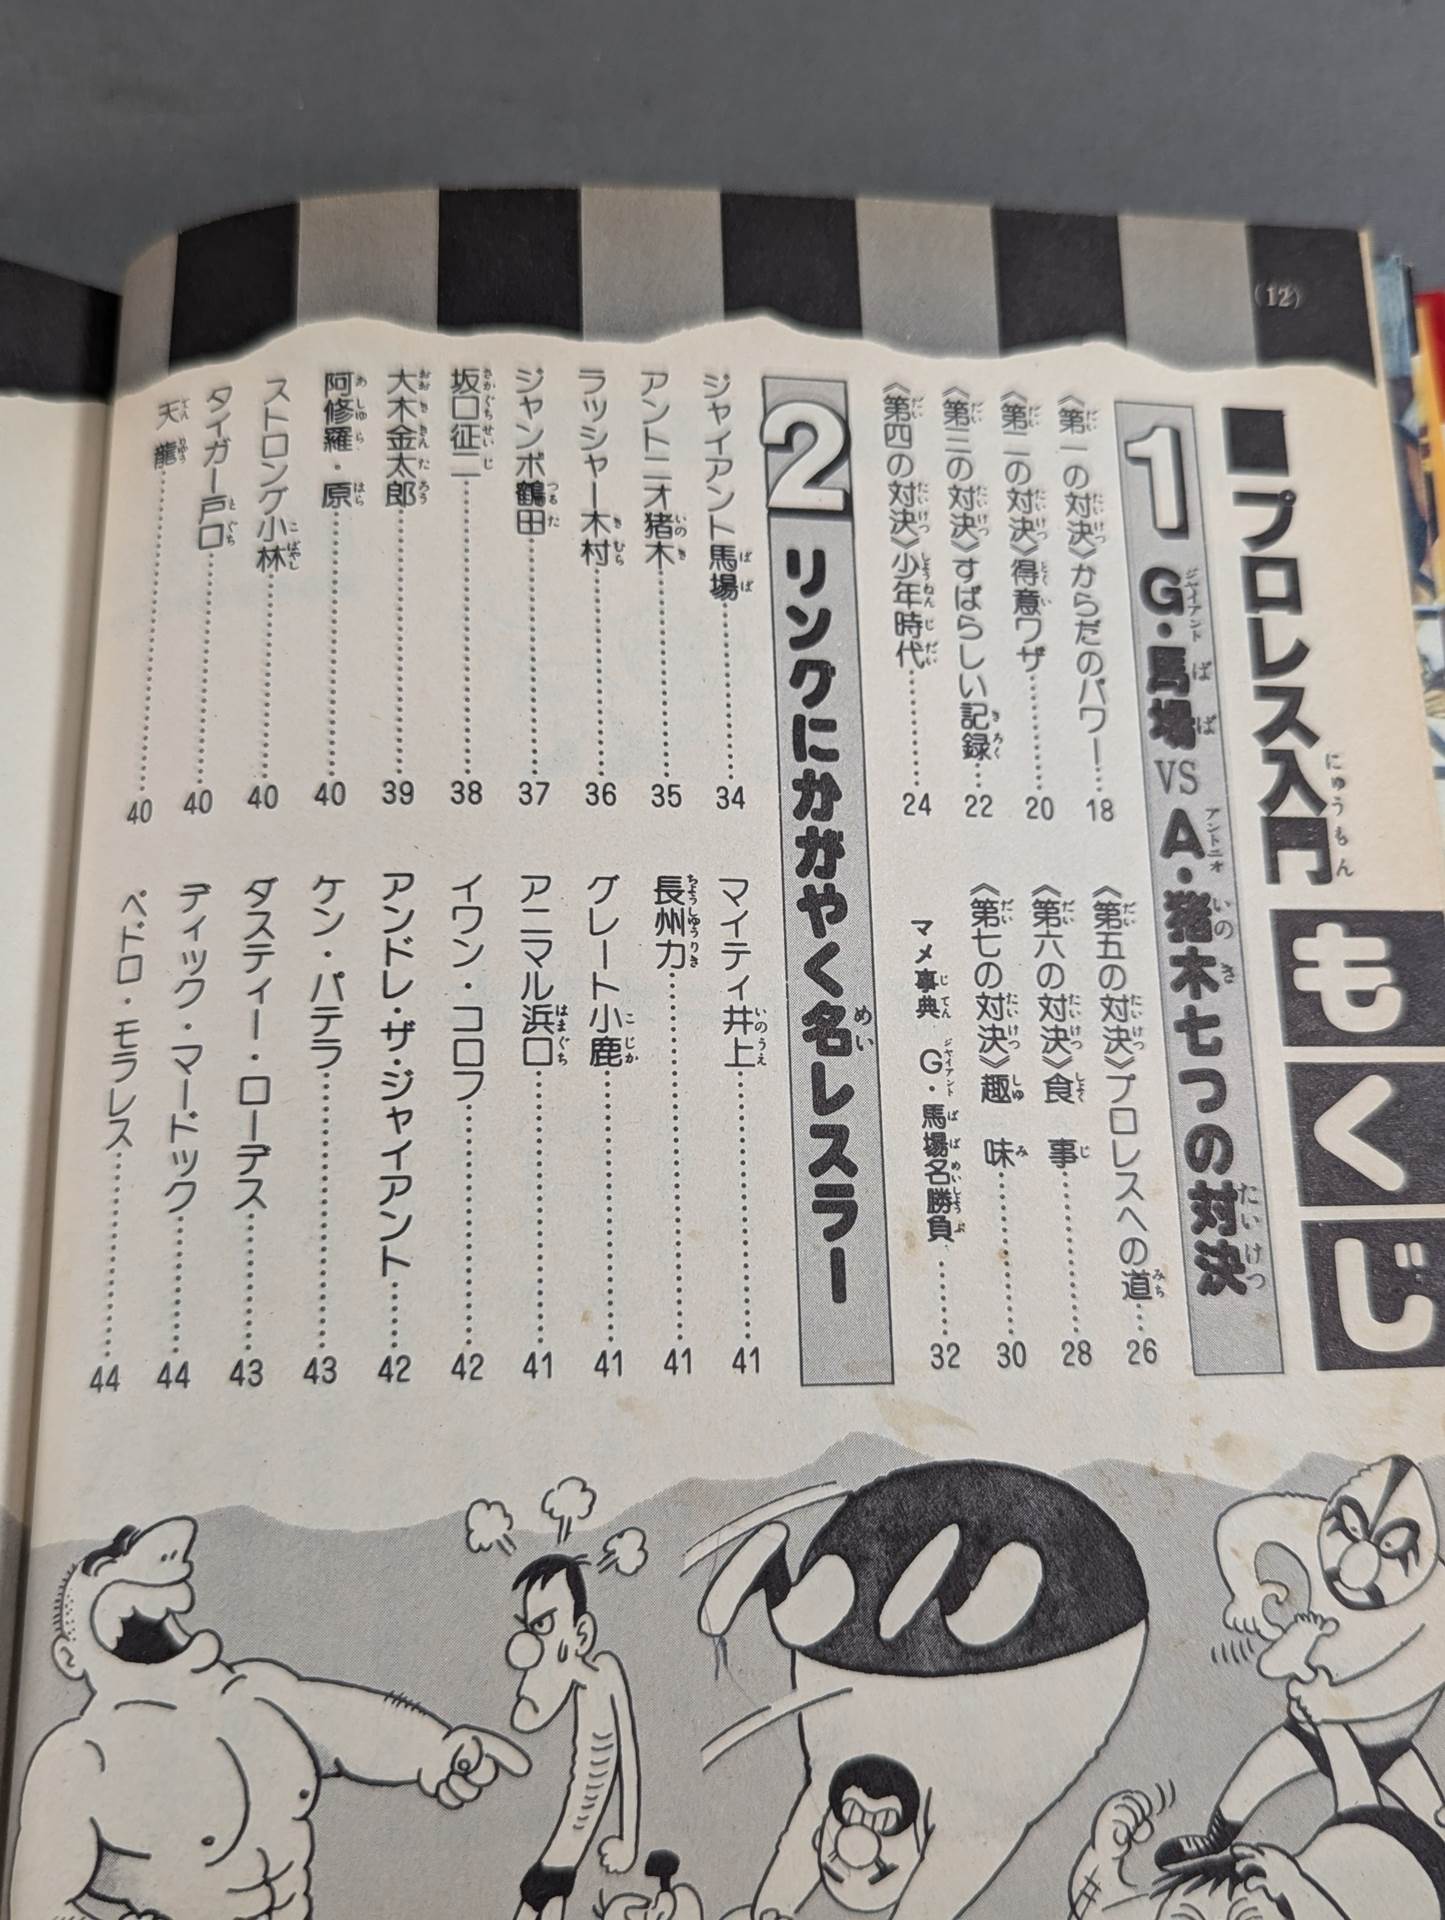 (12)
■プロレス入門 もくじ
1 G・馬場VSA・猪木七つの対決
《第一の対決》からだのパワー…18
《第二の対決》得意ワザ……20
《第三の対決》すばらしい記録…22
《第四の対決》少年時代……24
《第五の対決》プロレスへの道…26
《第六の対決》食 事……28
《第七の対決》趣 味……30
マメ事典 G・馬場名勝負……32
2 リングにかがやく名レスラー
ジャイアント馬場……34
アントニオ猪木……35
ラッシャー木村……36
ジャンボ鶴田……37
坂口征二……38
大木金太郎……39
阿修羅・原……40
ストロング小林……40
タイガー戸口……40
天 龍……40
マイティ井上……41
長州力……41
グレート小鹿……41
アニマル浜口……41
イワン・コロフ……42
アンドレ・ザ・ジャイアント……42
ケン・パテラ……43
ダスティー・ローデス……43
ディック・マードック……44
ペドロ・モラレス……44